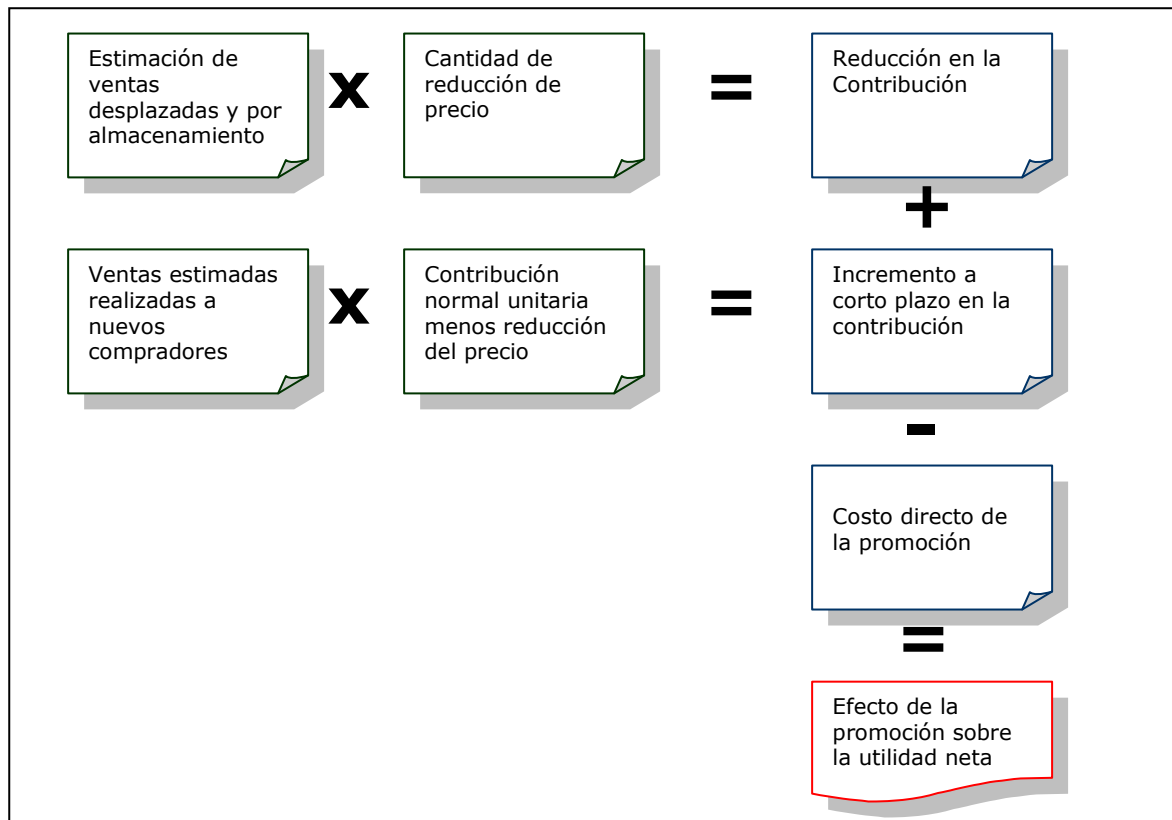 Estimación de
ventas
desplazadas y por
almacenamiento
x
Cantidad de
reducción de
precio
=
Reducción en la
Contribución
+
Ventas estimadas
realizadas a
nuevos
compradores
x
Contribución
normal unitaria
menos reducción
del precio
=
Incremento a
corto plazo en la
contribución
-
Costo directo de
la promoción
=
Efecto de la
promoción sobre
la utilidad neta